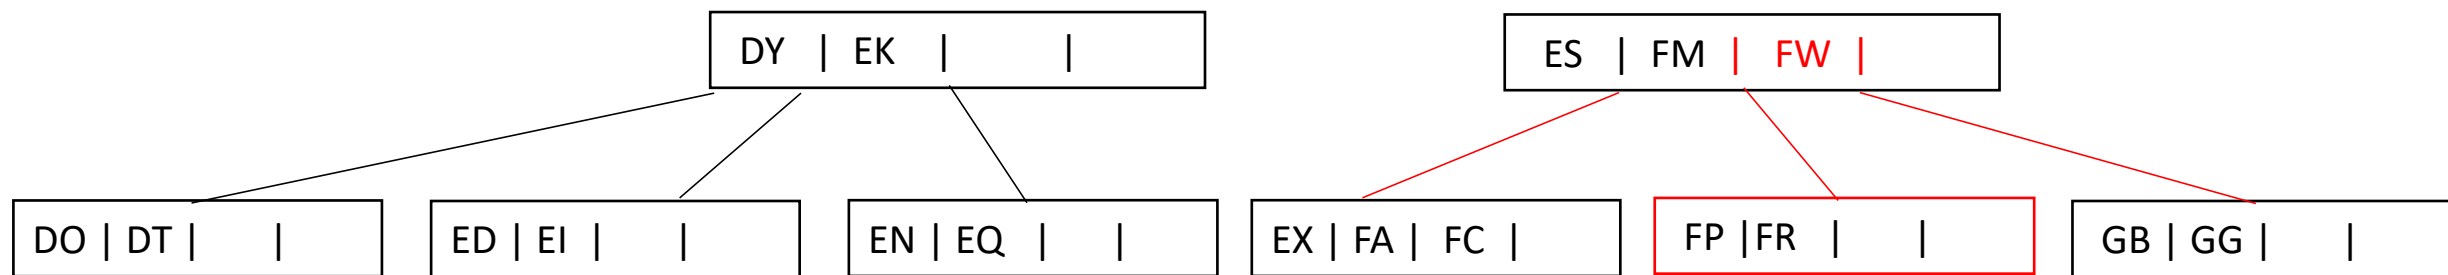 DY | EK | |
ES | FM | FW |
DO | DT | |
ED | EI | |
EN | EQ | |
EX | FA | FC |
FP |FR | |
GB | GG | |